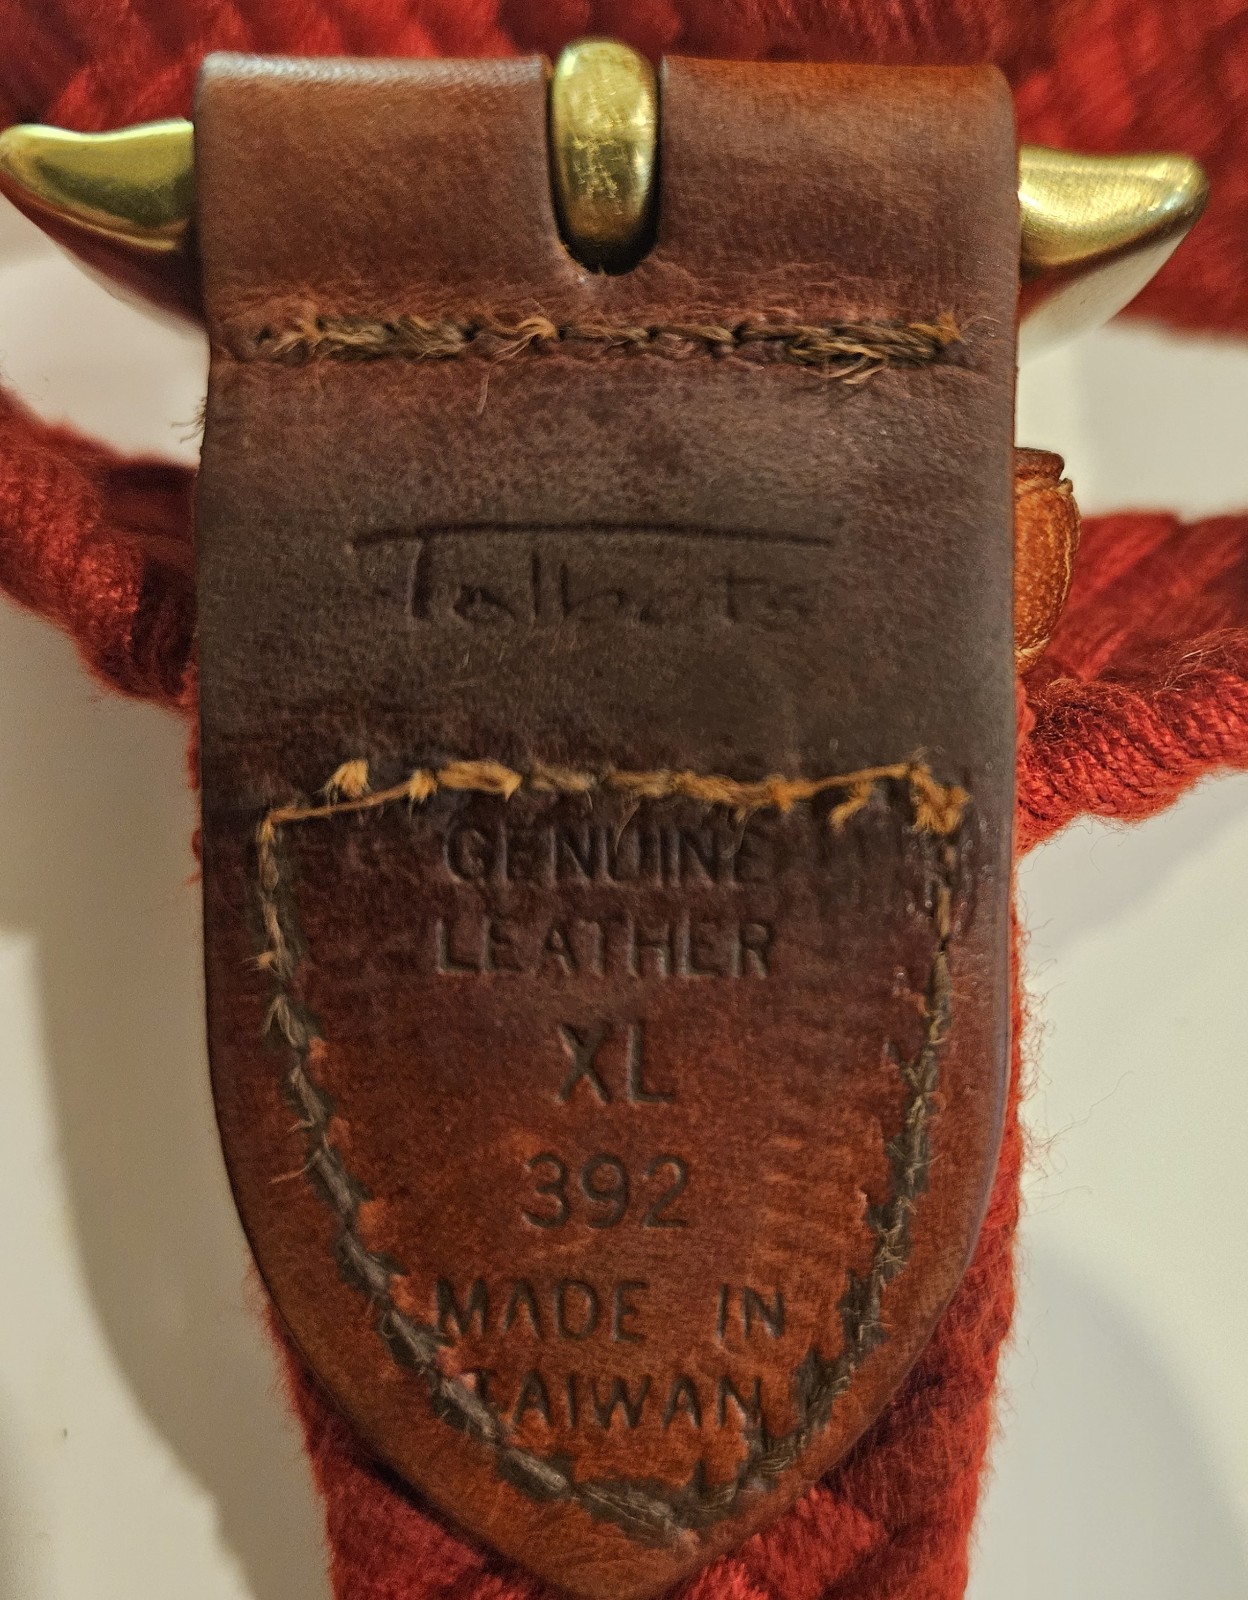 Talbots
GENUINE
LEATHER
XL
392
MADE IN
TAIWAN